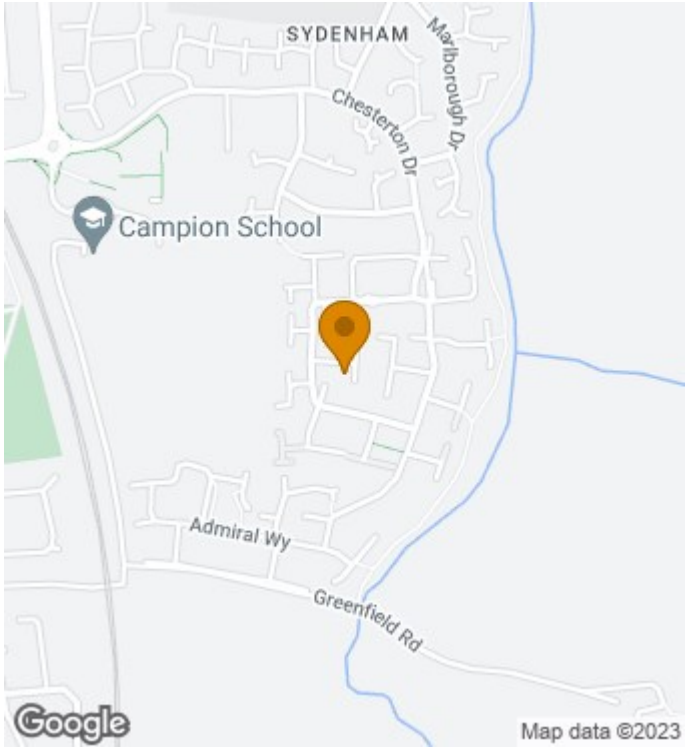 SYDENHAM
Marlborough Dr
Chesterton Dr
Campion School
Admiral Wy
Greenfield Rd
Google
Map data ©2023